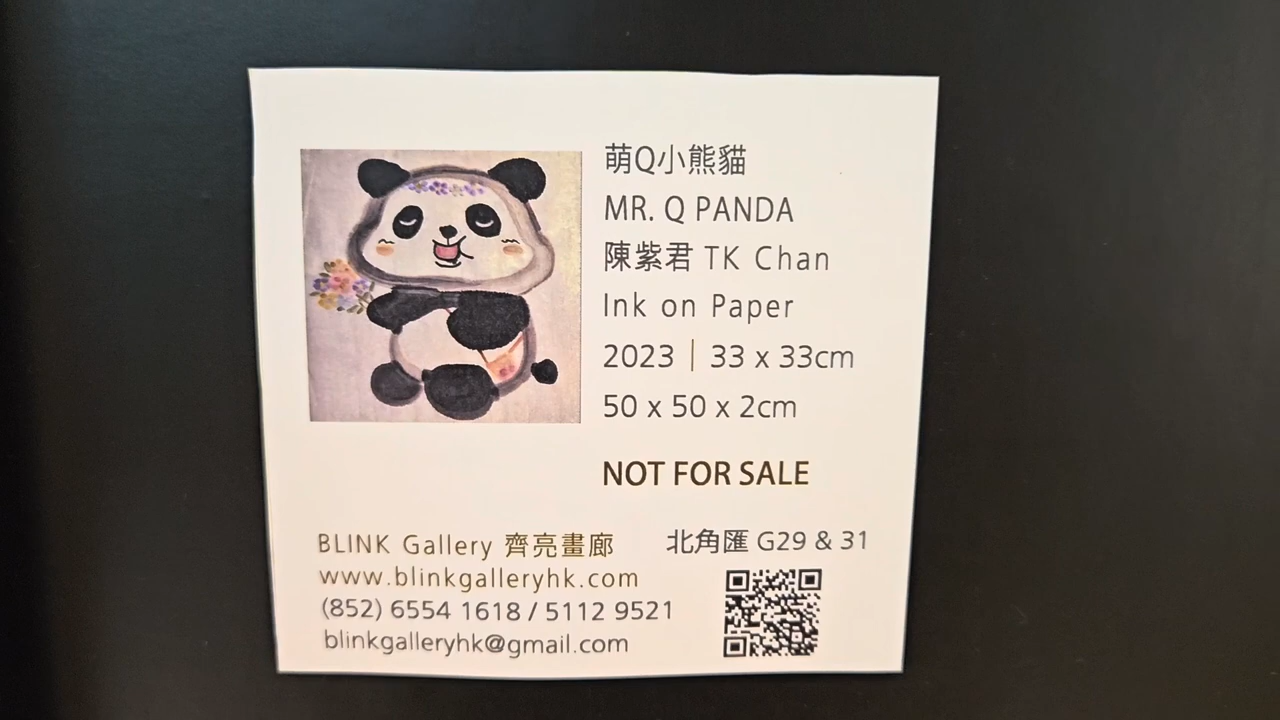 萌Q小熊貓
MR. Q PANDA
陳紫君 TK Chan
Ink on Paper
2023 | 33 x 33cm
50 x 50 x 2cm
NOT FOR SALE
BLINK Gallery 齊亮畫廊
www.blinkgalleryhk.com
(852) 6554 1618 / 5112 9521
blinkgalleryhk@gmail.com
北角匯 G29 & 31